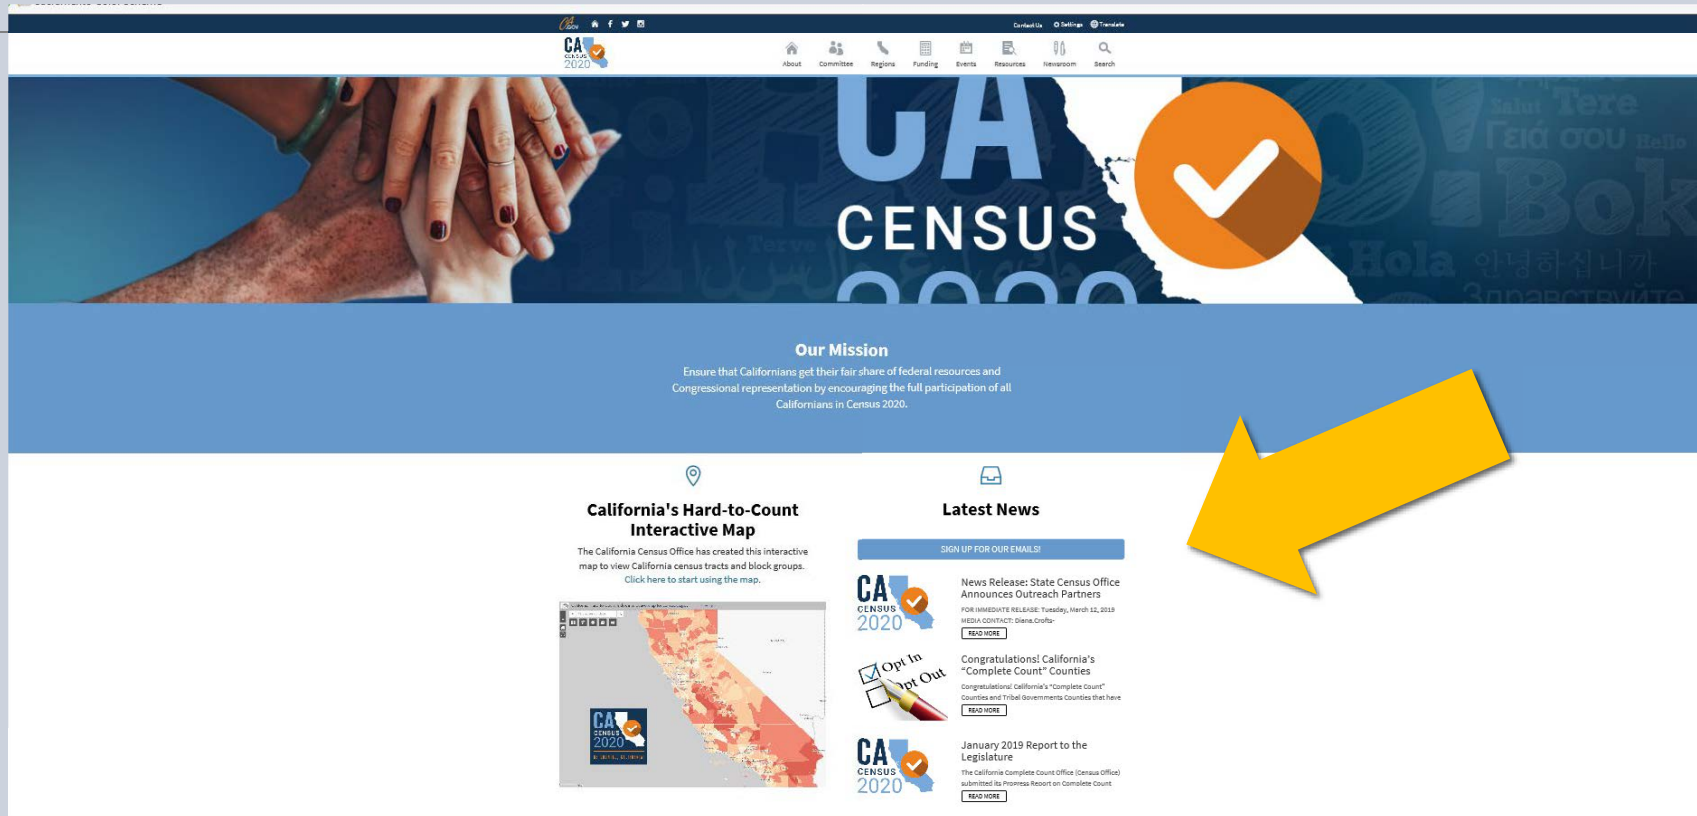 CA
GOV
Contact Us Settings Translate
CA
CENSUS
2020
About Committee Regions Funding Events Resources Newsroom Search
CA
CENSUS
2020
Salut Tere
Γειά σου Hello
Bok
Terve
Hola 안녕하십니까
Здравствуйте
Our Mission
Ensure that Californians get their fair share of federal resources and
Congressional representation by encouraging the full participation of all
Californians in Census 2020.
California's Hard-to-Count
Interactive Map
The California Census Office has created this interactive
map to view California census tracts and block groups.
Click here to start using the map.
CA
CENSUS
2020
Latest News
SIGN UP FOR OUR EMAILS!
CA
CENSUS
2020
News Release: State Census Office
Announces Outreach Partners
FOR IMMEDIATE RELEASE: Tuesday, March 12, 2019
MEDIA CONTACT: Diana.Crofts-
READ MORE
Opt In
Opt Out
Congratulations! California's
“Complete Count” Counties
Congratulations! California's “Complete Count”
Counties and Tribal Governments Counties that have
READ MORE
CA
CENSUS
2020
January 2019 Report to the
Legislature
The California Complete Count Office (Census Office)
submitted its Progress Report on Complete Count
READ MORE